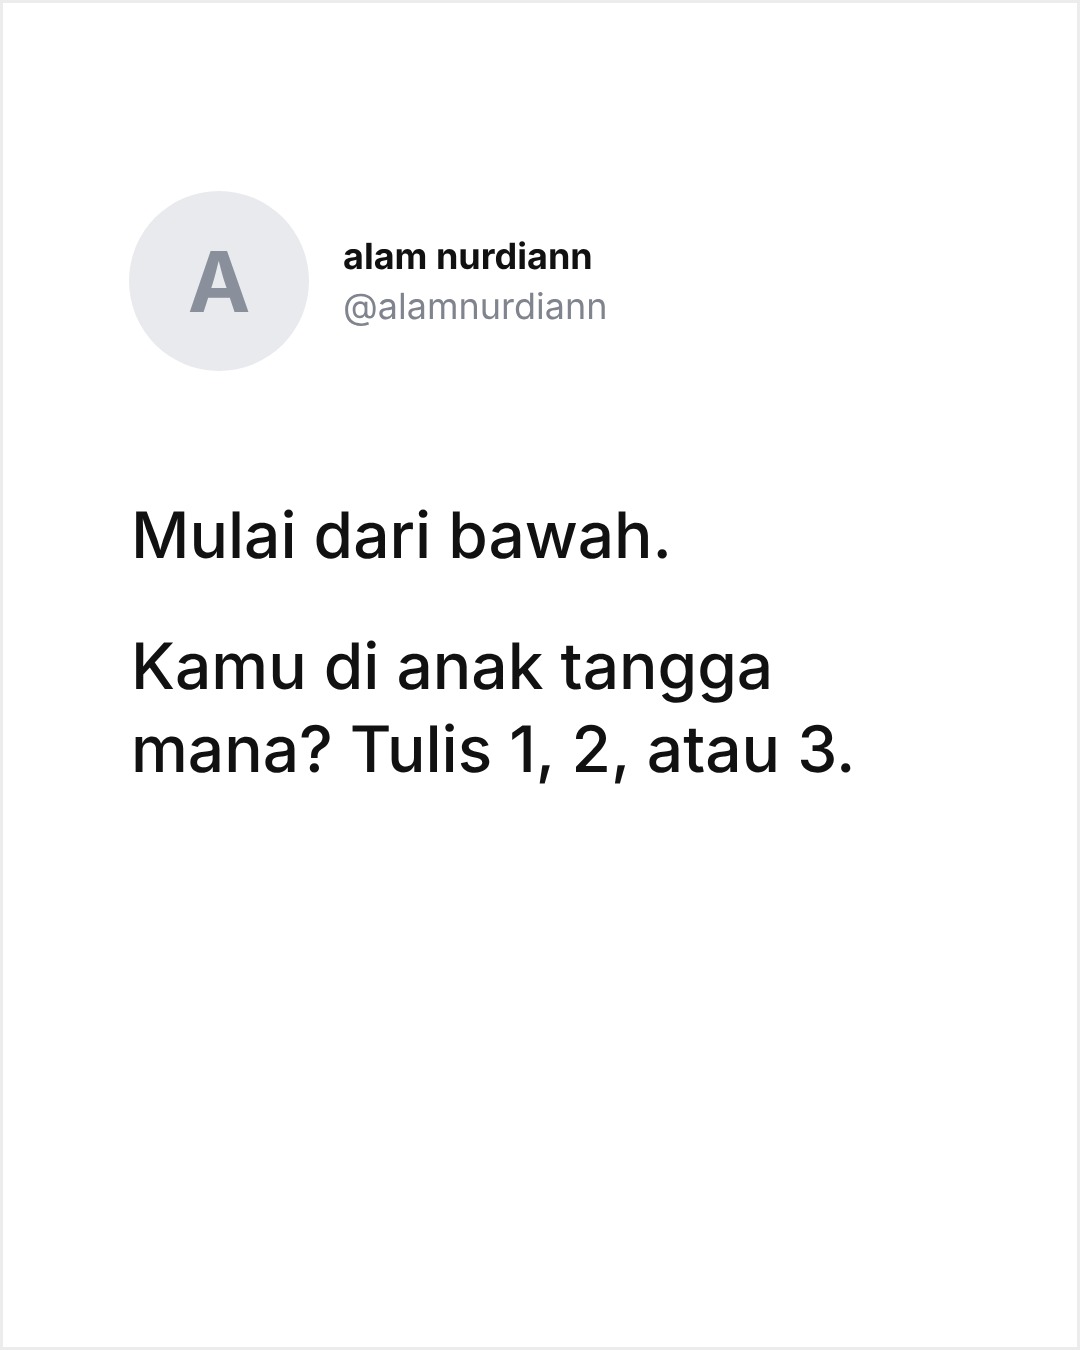 A
alam nurdiann
@alamnurdiann
Mulai dari bawah.
Kamu di anak tangga
mana? Tulis 1, 2, atau 3.